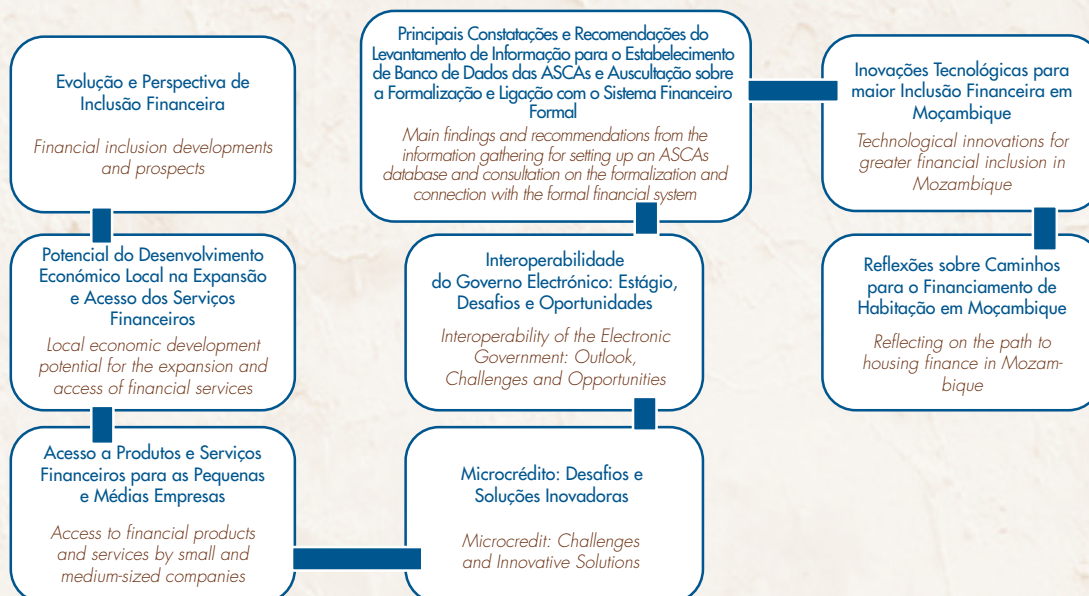 Evolução e Perspectiva de
Inclusão Financeira
Financial inclusion developments
and prospects
Potencial do Desenvolvimento
Económico Local na Expansão
e Acesso dos Serviços
Financeiros
Local economic development
potential for the expansion and
access of financial services
Acesso a Produtos e Serviços
Financeiros para as Pequenas
e Médias Empresas
Access to financial products
and services by small and
medium-sized companies
Microcrédito: Desafios e
Soluções Inovadoras
Microcredit: Challenges
and Innovative Solutions
Interoperabilidade
do Governo Electrónico: Estágio,
Desafios e Oportunidades
Interoperability of the Electronic
Government: Outlook,
Challenges and Opportunities
Principais Constatações e Recomendações do
Levantamento de Informação para o Estabelecimento
de Banco de Dados das ASCAs e Auscultação sobre
a Formalização e Ligação com o Sistema Financeiro
Formal
Main findings and recommendations from the
information gathering for setting up an ASCAs
database and consultation on the formalization and
connection with the formal financial system
Inovações Tecnológicas para
maior Inclusão Financeira em
Moçambique
Technological innovations for
greater financial inclusion in
Mozambique
Reflexões sobre Caminhos
para o Financiamento de
Habitação em Moçambique
Reflecting on the path to
housing finance in Mozam-
bique